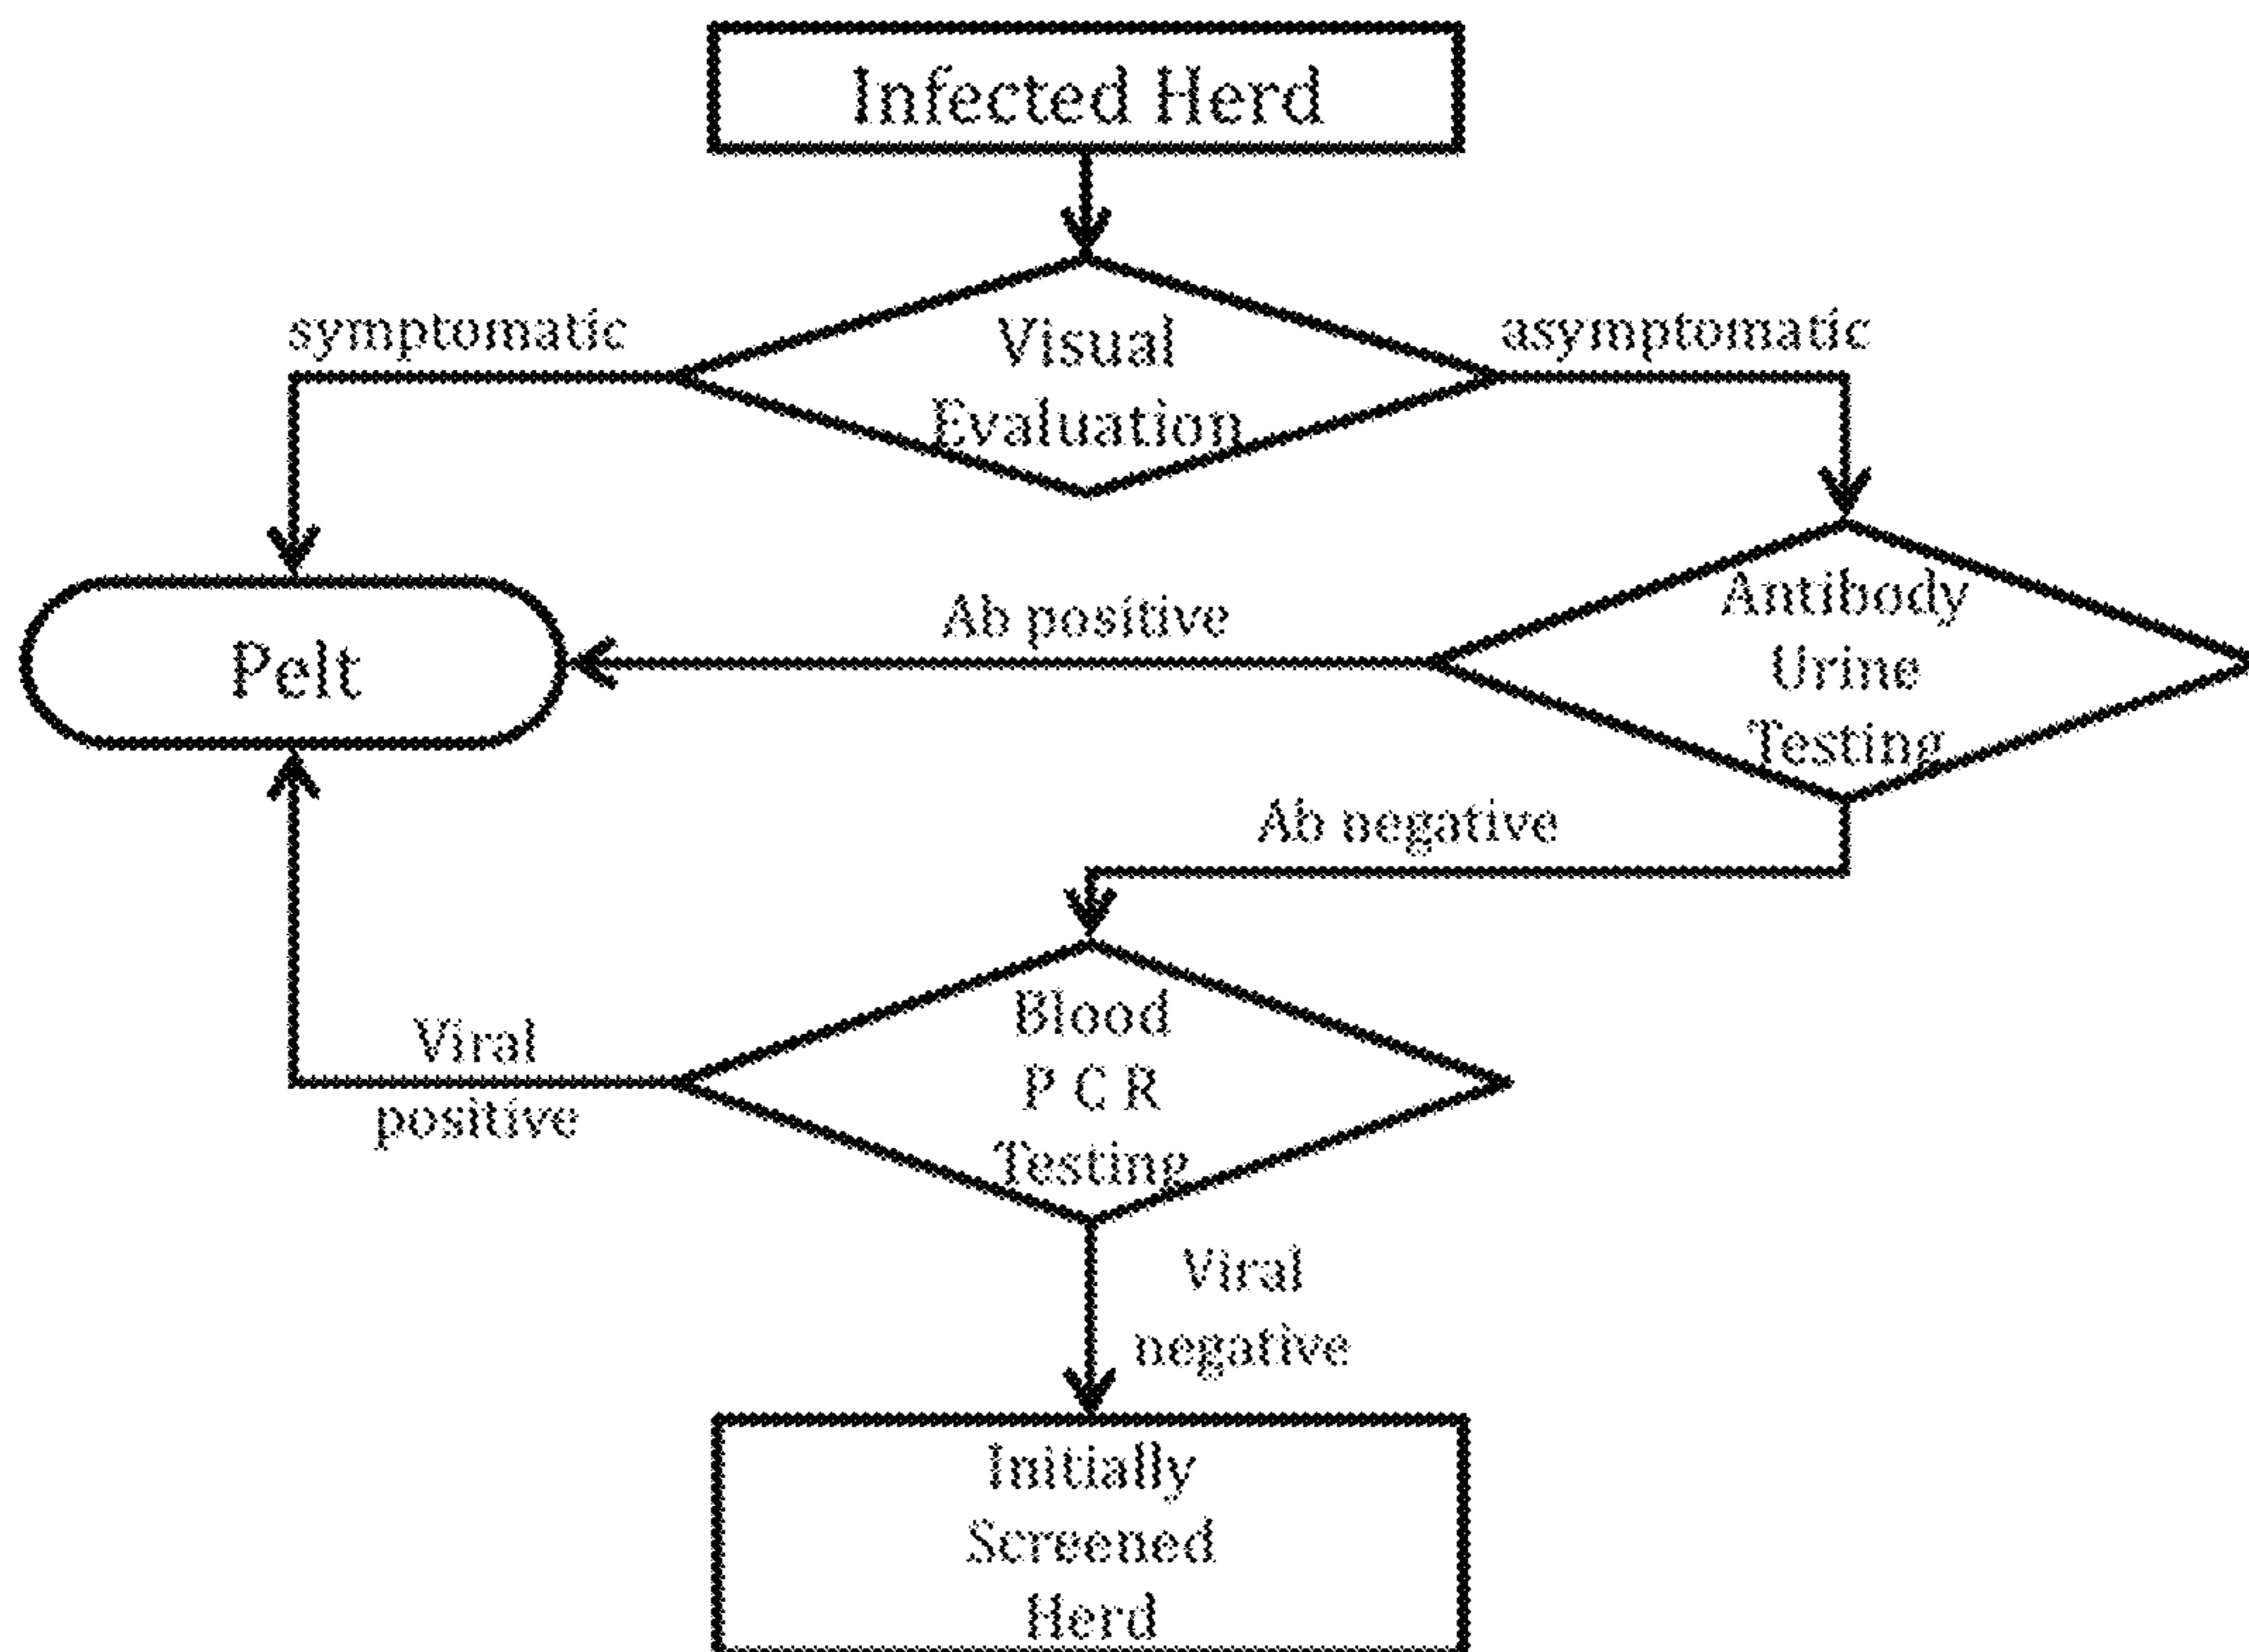 Infected Herd
symptomatic
Visual
Evaluation
asymptomatic
Pelt
Ab positive
Antibody
Urine
Testing
Ab negative
Viral
positive
Blood
P C R
Testing
Viral
negative
Initially
Screened
Herd